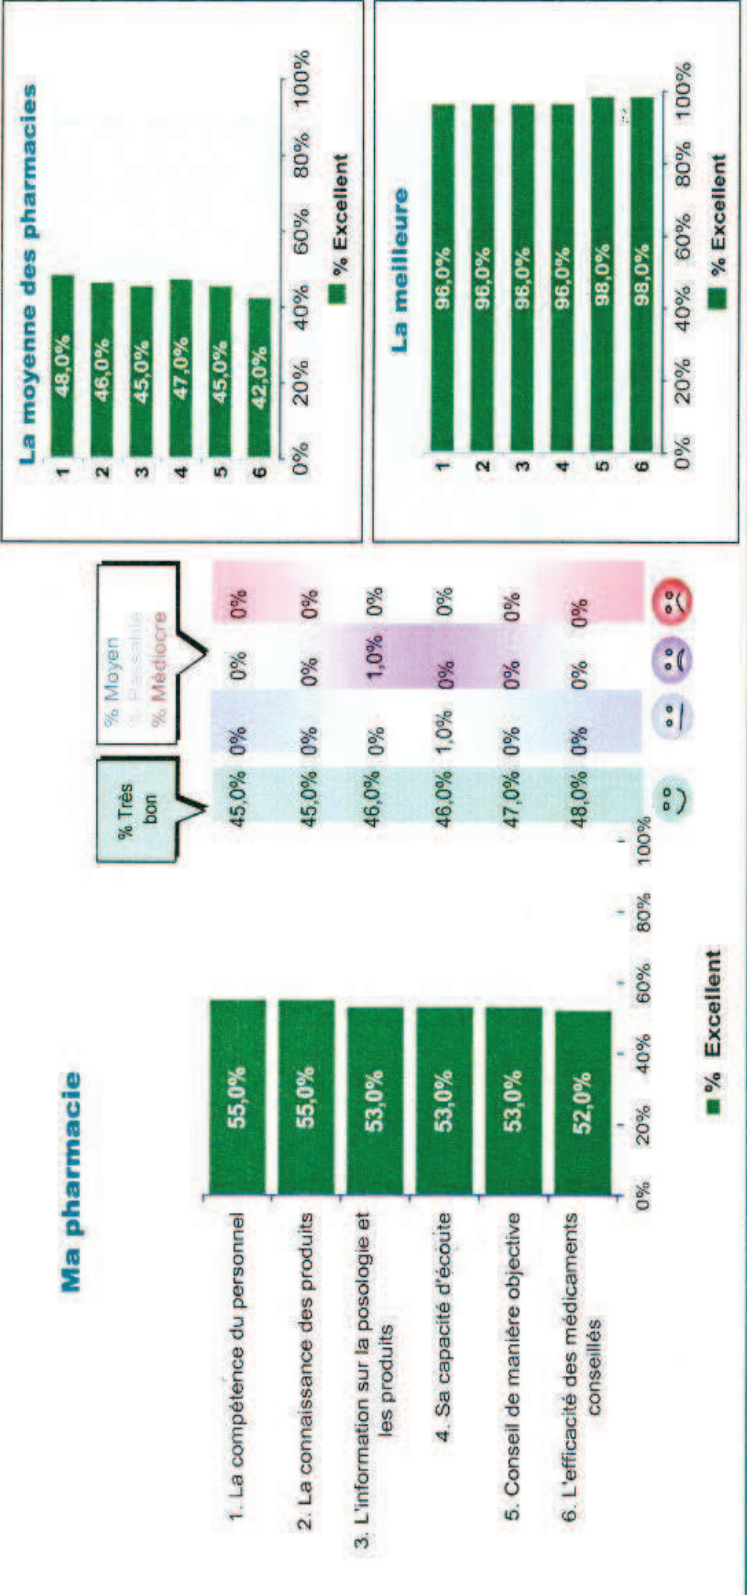 Ma pharmacie
% Très
bon
% Moyen
% Passable
% Médiocre
1. La compétence du personnel
55,0%
45,0% 0% 0% 0%
2. La connaissance des produits
55,0%
45,0% 0% 0% 0%
3. L'information sur la posologie et
les produits
53,0%
46,0% 0% 1,0% 0%
4. Sa capacité d'écoute
53,0%
46,0% 1,0% 0% 0%
5. Conseil de manière objective
53,0%
47,0% 0% 0% 0%
6. L'efficacité des médicaments
conseillés
52,0%
48,0% 0% 0% 0%
0% 20% 40% 60% 80% 100%
% Excellent
La moyenne des pharmacies
1 48,0%
2 46,0%
3 45,0%
4 47,0%
5 45,0%
6 42,0%
0% 20% 40% 60% 80% 100%
% Excellent
La meilleure
1 96,0%
2 96,0%
3 96,0%
4 96,0%
5 98,0%
6 98,0%
0% 20% 40% 60% 80% 100%
% Excellent